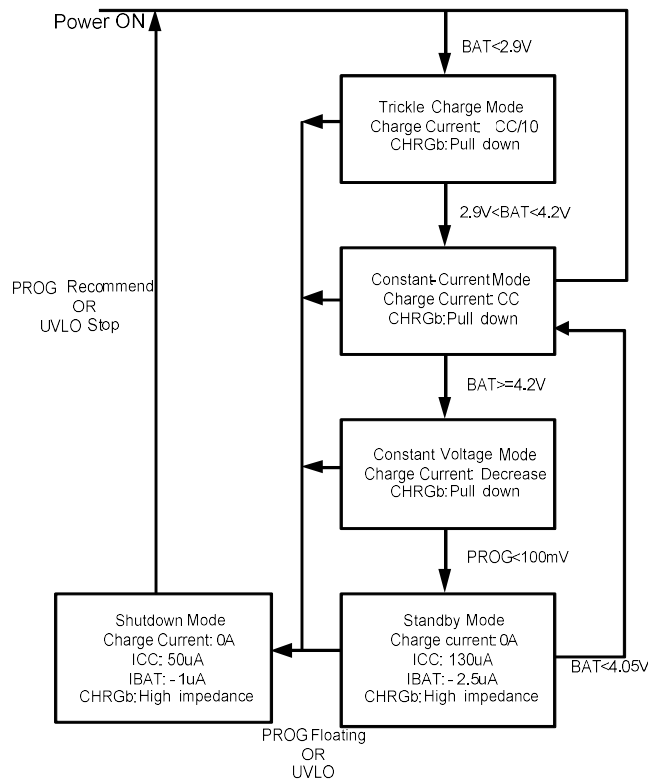 Power ON
BAT<2.9V
Trickle Charge Mode
Charge Current: CC/10
CHRGb:Pull down
2.9V<BAT<4.2V
Constant-Current Mode
Charge Current: CC
CHRGb:Pull down
PROG Recommend
OR
UVLO Stop
BAT>=4.2V
Constant Voltage Mode
Charge Current: Decrease
CHRGb:Pull down
PROG<100mV
Shutdown Mode
Charge Current: 0A
ICC: 50uA
IBAT: -1uA
CHRGb:High impedance
Standby Mode
Charge current: 0A
ICC: 130uA
IBAT: -2.5uA
CHRGb:High impedance
BAT<4.05V
PROG Floating
OR
UVLO